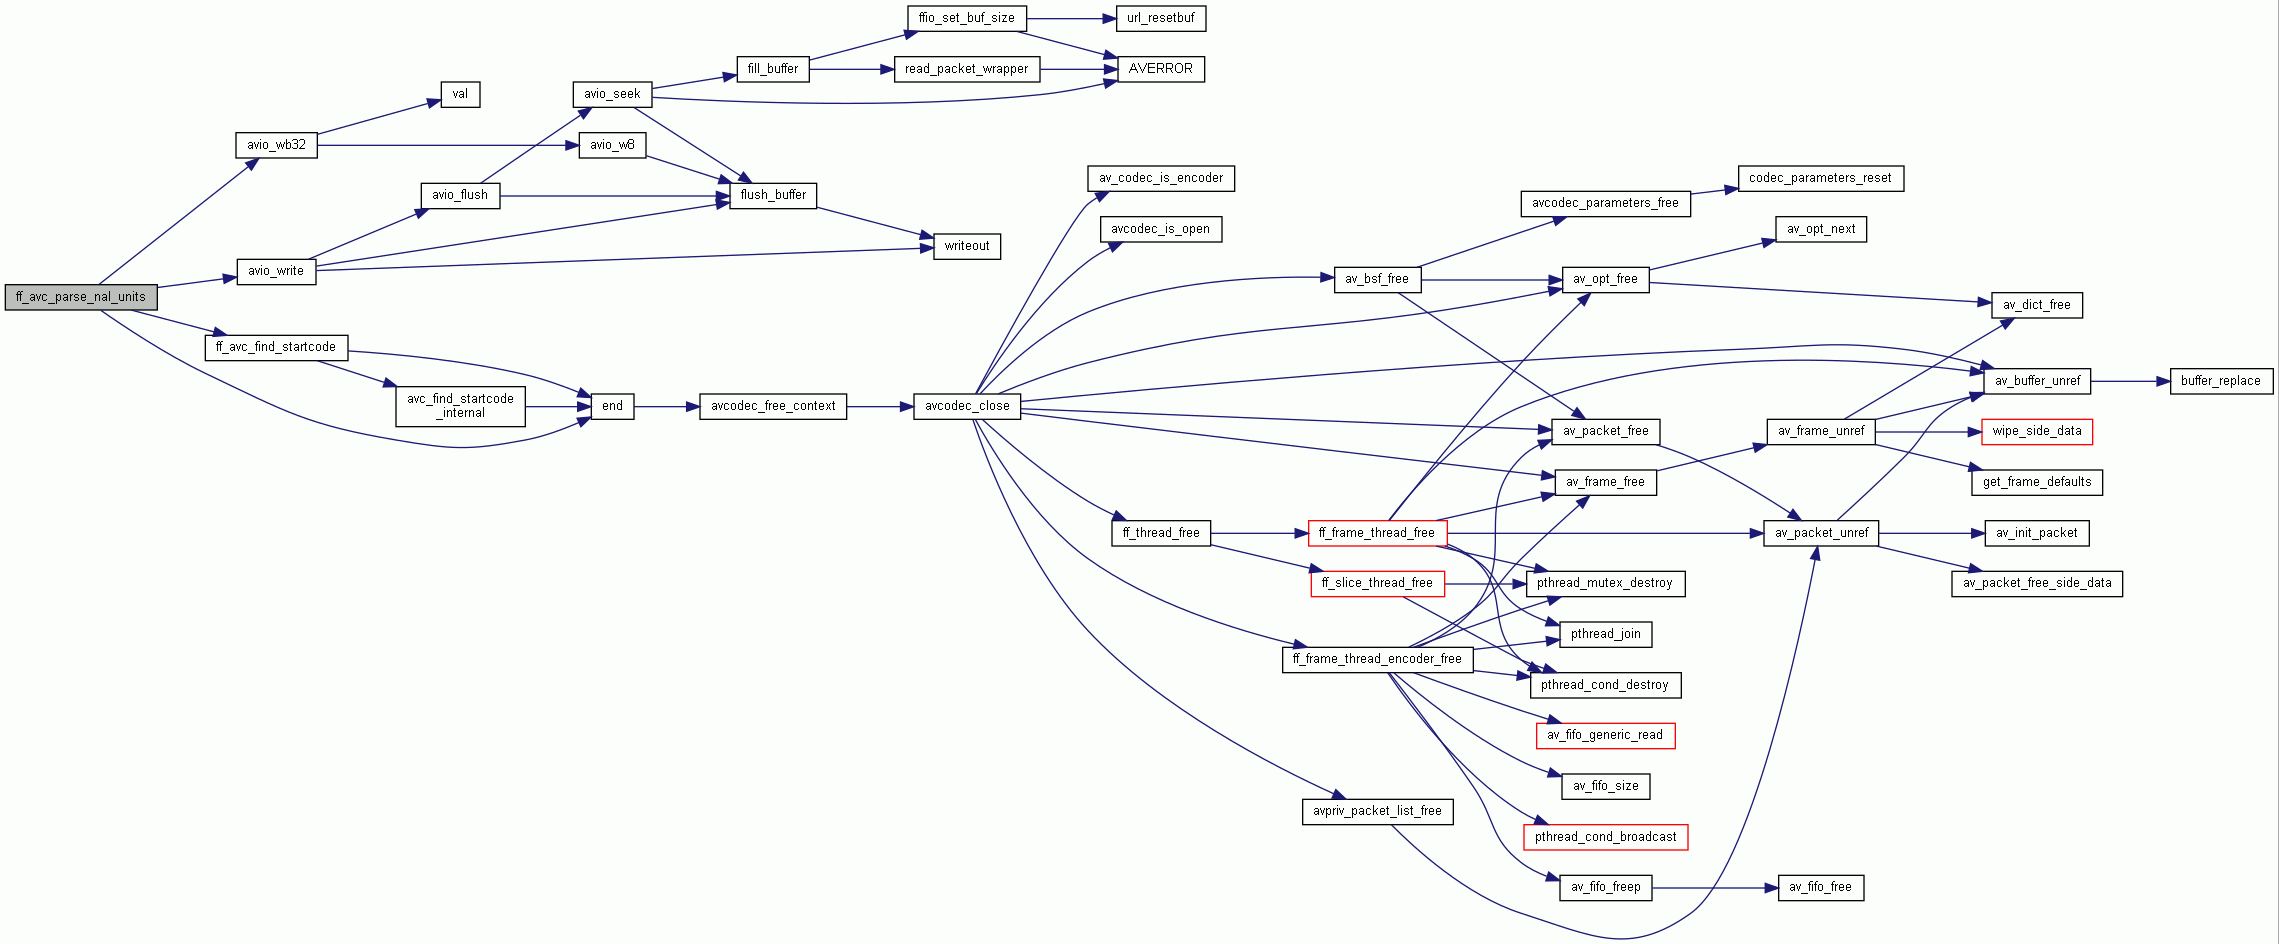 ffio_set_buf_size
url_resetbuf
fill_buffer
read_packet_wrapper
AVERROR
val
avio_seek
avio_wb32
avio_w8
avio_flush
flush_buffer
writeout
avio_write
ff_avc_parse_nal_units
ff_avc_find_startcode
avc_find_startcode
_internal
end
avcodec_free_context
avcodec_close
av_codec_is_encoder
avcodec_is_open
codec_parameters_reset
avcodec_parameters_free
av_opt_next
av_bsf_free
av_opt_free
av_dict_free
av_buffer_unref
buffer_replace
av_packet_free
av_frame_unref
wipe_side_data
av_frame_free
get_frame_defaults
ff_thread_free
ff_frame_thread_free
av_packet_unref
av_init_packet
ff_slice_thread_free
pthread_mutex_destroy
av_packet_free_side_data
pthread_join
ff_frame_thread_encoder_free
pthread_cond_destroy
av_fifo_generic_read
av_fifo_size
avpriv_packet_list_free
pthread_cond_broadcast
av_fifo_freep
av_fifo_free